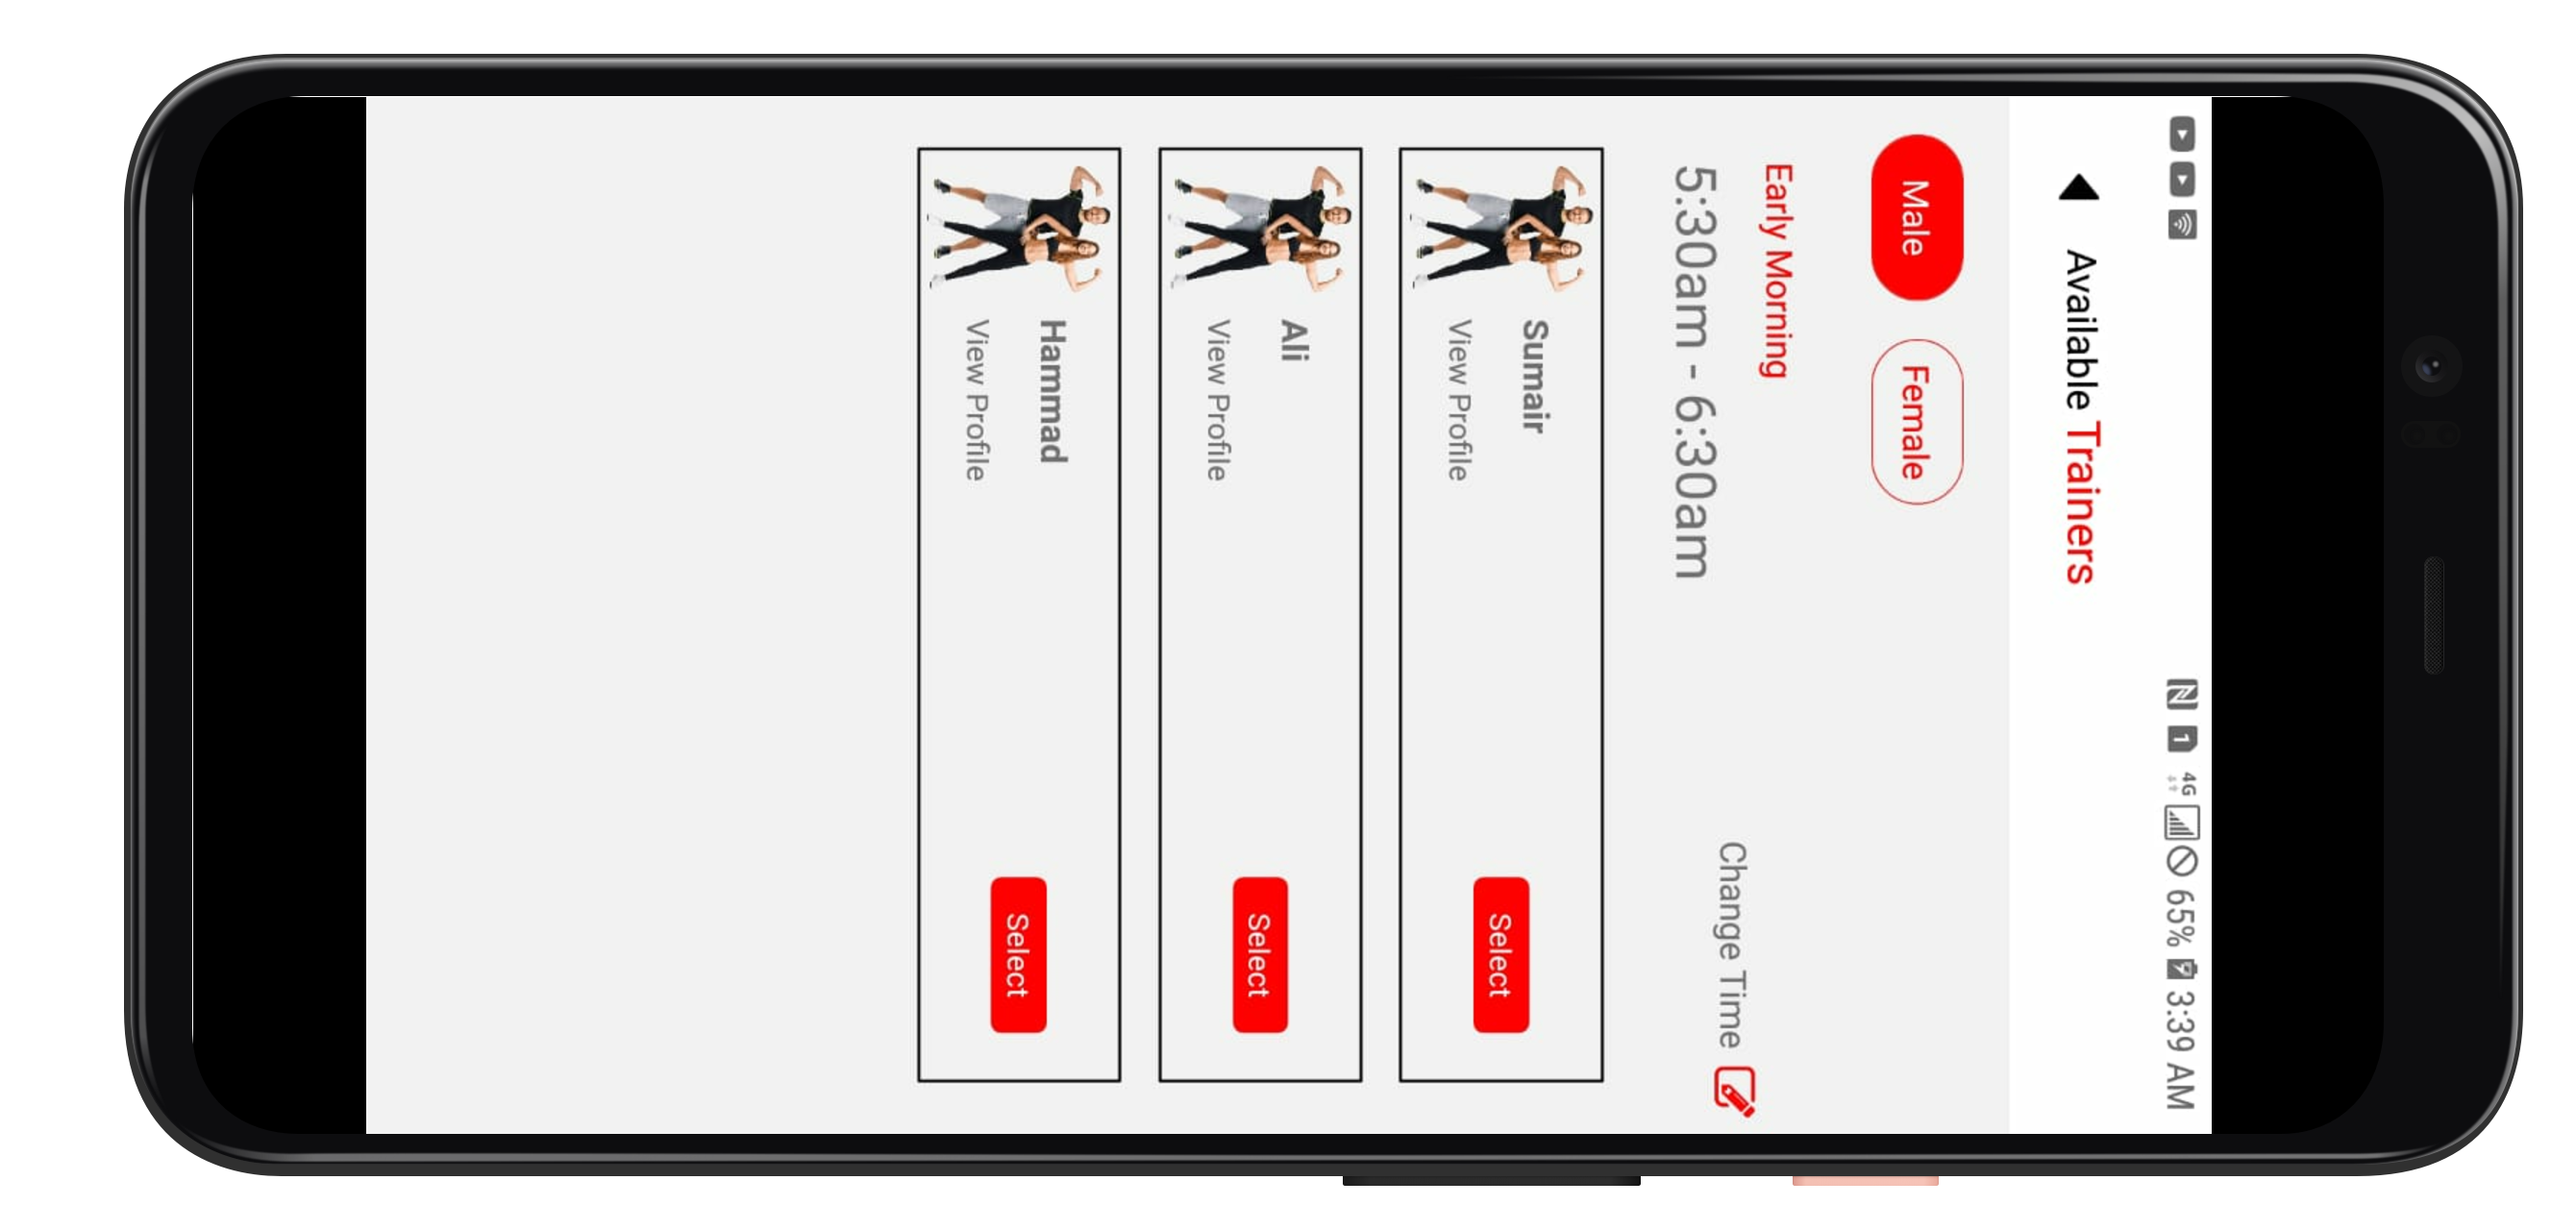 4G 65% 3:39 AM
Available Trainers
Male Female
Early Morning
Change Time
5:30am - 6:30am
Sumair
View Profile
Select
Ali
View Profile
Select
Hammad
View Profile
Select